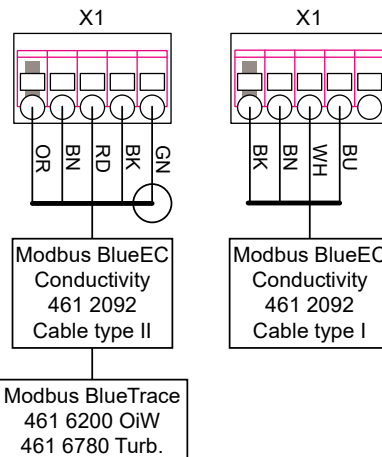 X1
OR
BN
RD
BK
GN
Modbus BlueEC
Conductivity
461 2092
Cable type II
Modbus BlueTrace
461 6200 OiW
461 6780 Turb.
X1
BK
BN
WH
BU
Modbus BlueEC
Conductivity
461 2092
Cable type I